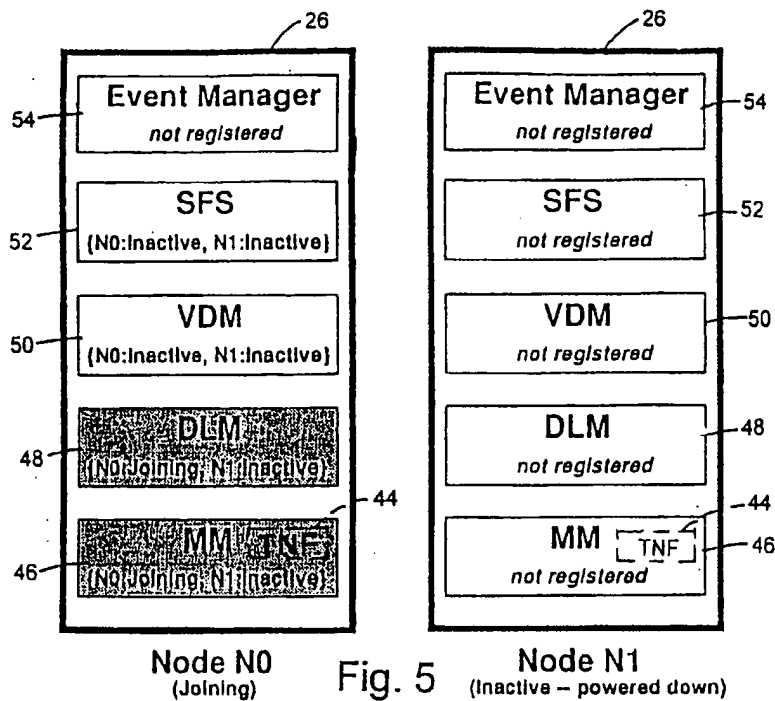 26
Event Manager
not registered
54
SFS
{N0:Inactive, N1:Inactive}
52
VDM
{N0:Inactive, N1:Inactive}
50
DLM
{N0:Joining, N1:Inactive}
48
44
MM TNF
{N0:Joining, N1:Inactive}
46
Node N0
(Joining)
26
Event Manager
not registered
54
SFS
not registered
52
VDM
not registered
50
DLM
not registered
48
44
MM TNF
not registered
46
Node N1
(Inactive – powered down)
Fig. 5